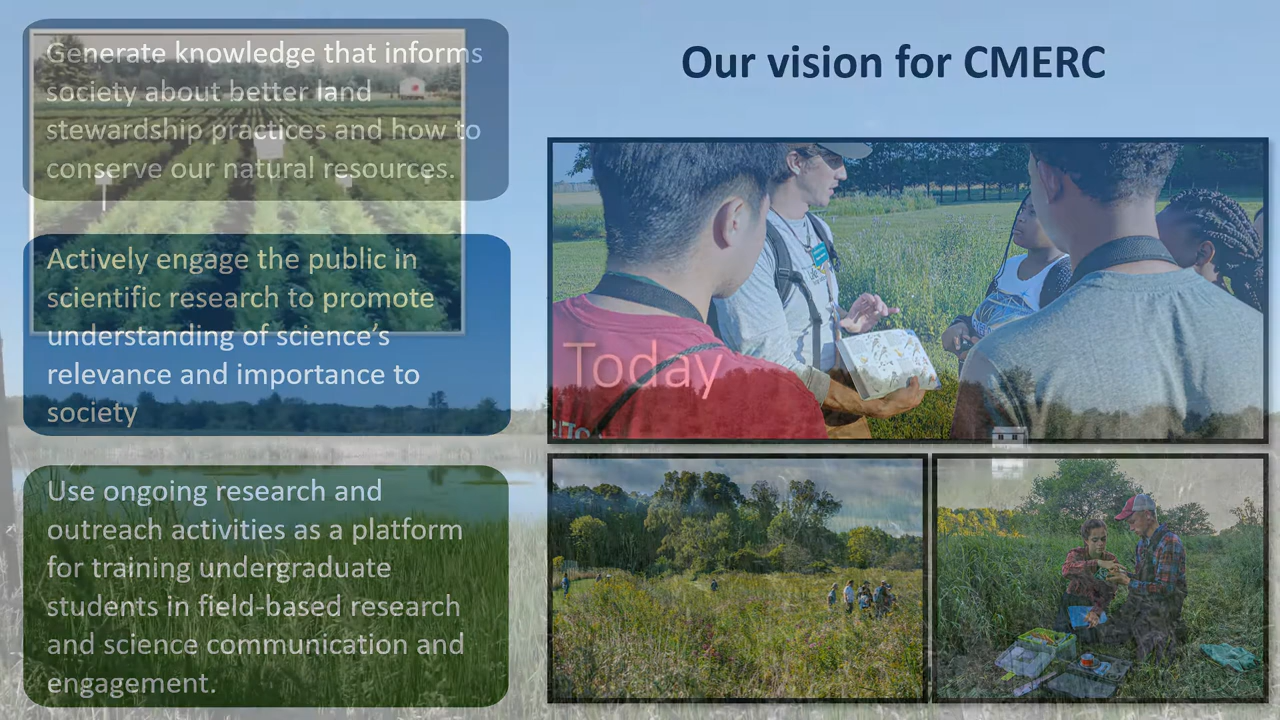 Our vision for CMERC
Generate knowledge that informs
society about better land
stewardship practices and how to
conserve our natural resources.
Actively engage the public in
scientific research to promote
understanding of science's
relevance and importance to
society
Use ongoing research and
outreach activities as a platform
for training undergraduate
students in field-based research
and science communication and
engagement.
Today